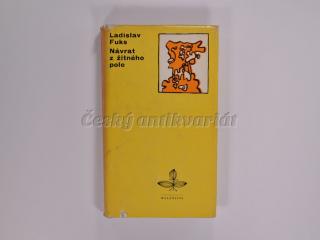 Ladislav
Fuks
Návrat
z žitného
pole
Český antikvariát